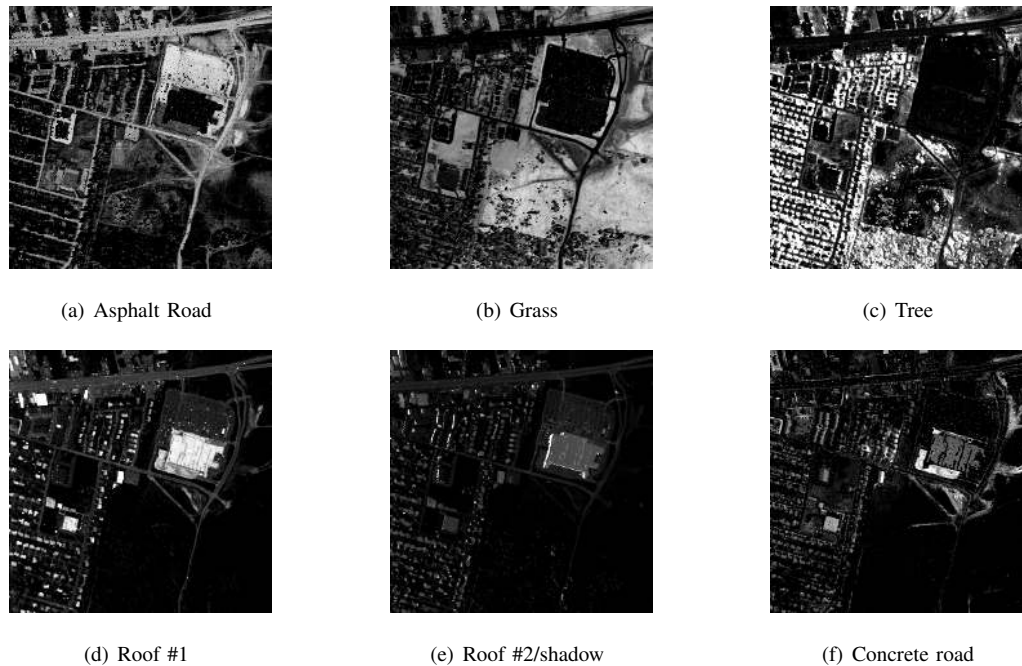 (a) Asphalt Road
(b) Grass
(c) Tree
(d) Roof #1
(e) Roof #2/shadow
(f) Concrete road